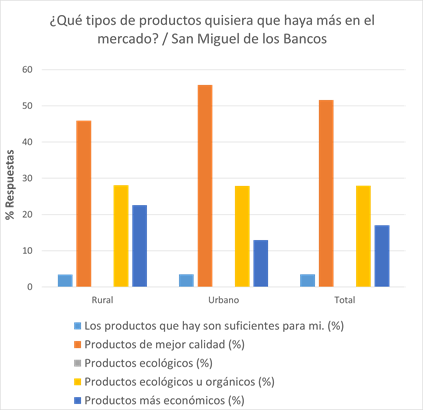 ¿Qué tipos de productos quisiera que haya más en el
mercado? / San Miguel de los Bancos
60
50
40
30
20
10
0
% Respuestas
Rural
Urbano
Total
Los productos que hay son suficientes para mi. (%)
Productos de mejor calidad (%)
Productos ecológicos (%)
Productos ecológicos u orgánicos (%)
Productos más económicos (%)